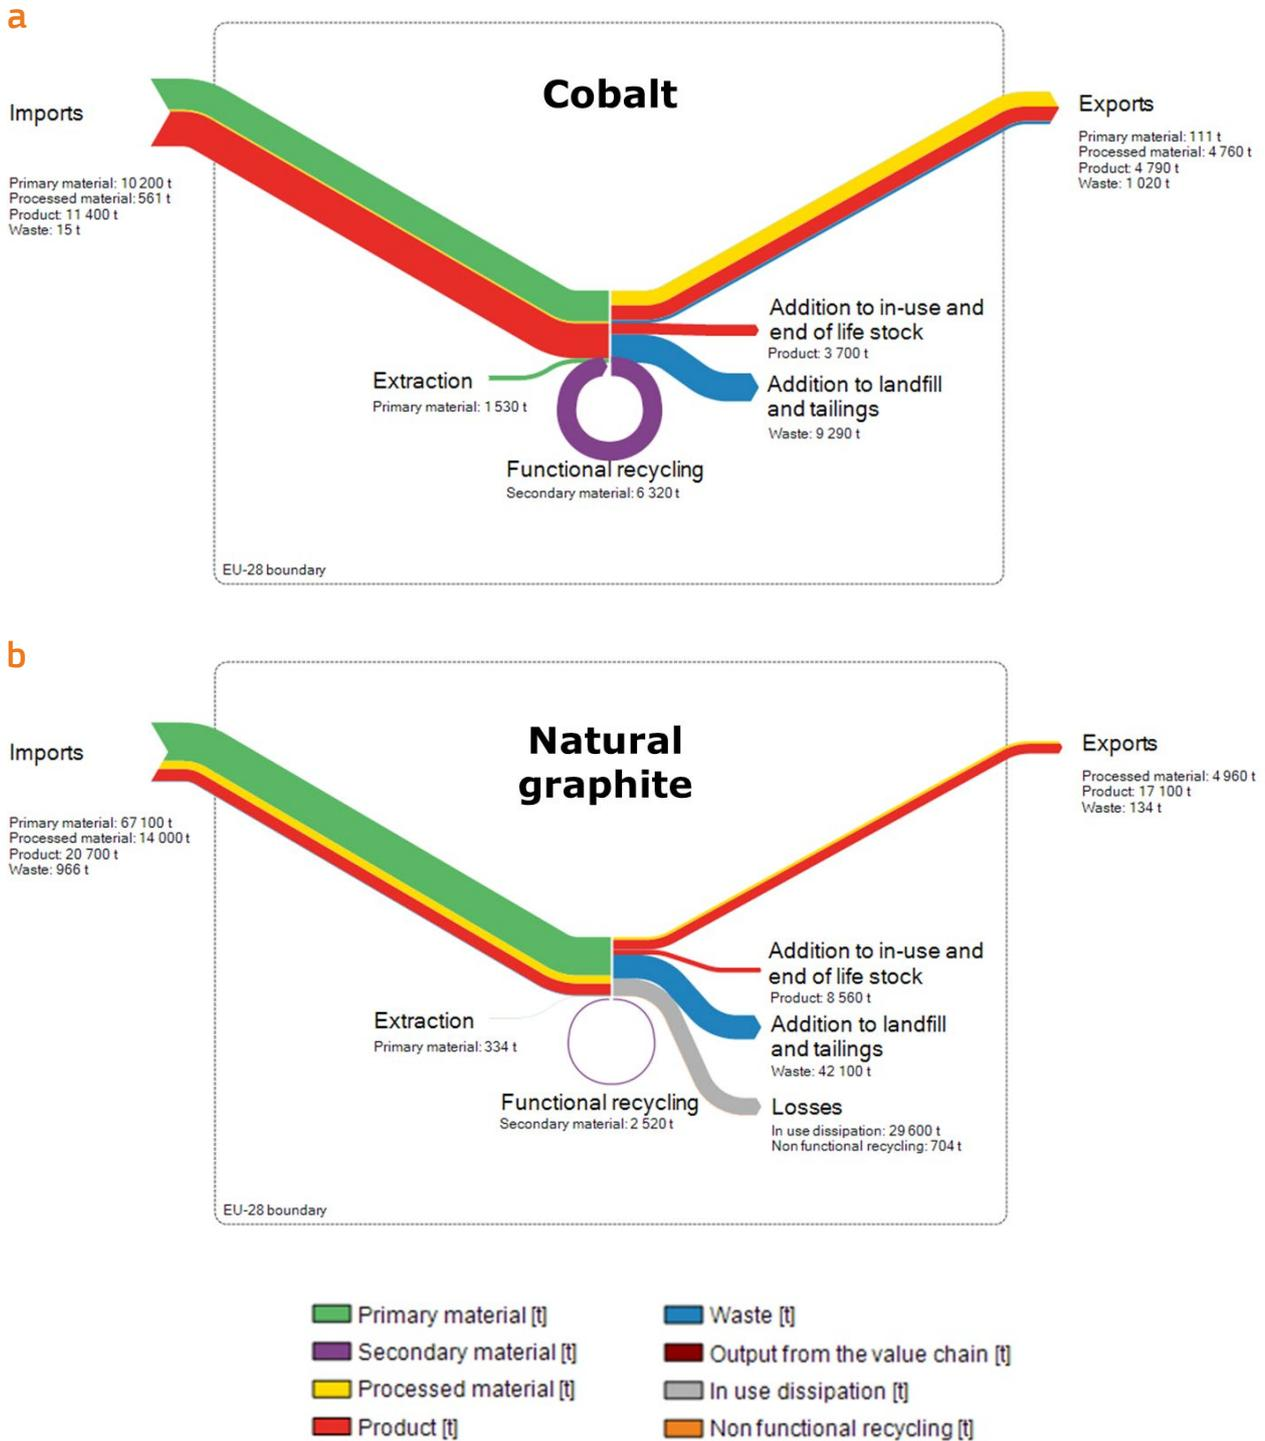 a
Cobalt
Imports
Primary material: 10 200 t
Processed material: 561 t
Product: 11 400 t
Waste: 15 t
Exports
Primary material: 111 t
Processed material: 4 760 t
Product: 4 790 t
Waste: 1 020 t
Addition to in-use and
end of life stock
Product: 3 700 t
Addition to landfill
and tailings
Waste: 9 290 t
Extraction
Primary material: 1 530 t
Functional recycling
Secondary material: 6 320 t
EU-28 boundary
b
Natural
graphite
Imports
Primary material: 67 100 t
Processed material: 14 000 t
Product: 20 700 t
Waste: 966 t
Exports
Processed material: 4 960 t
Product: 17 100 t
Waste: 134 t
Addition to in-use and
end of life stock
Product: 8 560 t
Addition to landfill
and tailings
Waste: 42 100 t
Extraction
Primary material: 334 t
Functional recycling
Secondary material: 2 520 t
Losses
In use dissipation: 29 600 t
Non functional recycling: 704 t
EU-28 boundary
Primary material [t]
Secondary material [t]
Processed material [t]
Product [t]
Waste [t]
Output from the value chain [t]
In use dissipation [t]
Non functional recycling [t]